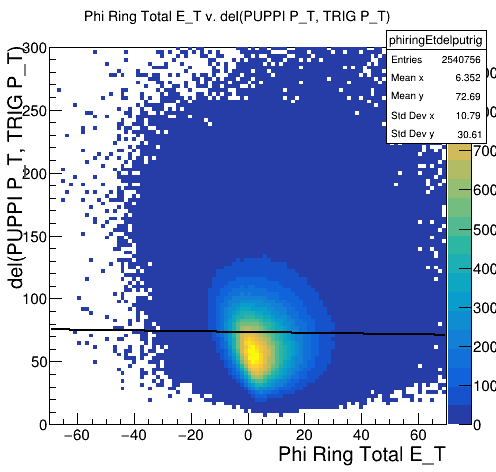 Phi Ring Total E_T v. del(PUPPI P_T, TRIG P_T)
phiringEtdelputrig
Entries 2540756
Mean x 6.352
Mean y 72.69
Std Dev x 10.79
Std Dev y 30.61
del(PUPPI P_T, TRIG P_T)
300
250
200
150
100
50
0
−60 −40 −20 0 20 40 60
Phi Ring Total E_T
700
600
500
400
300
200
100
0